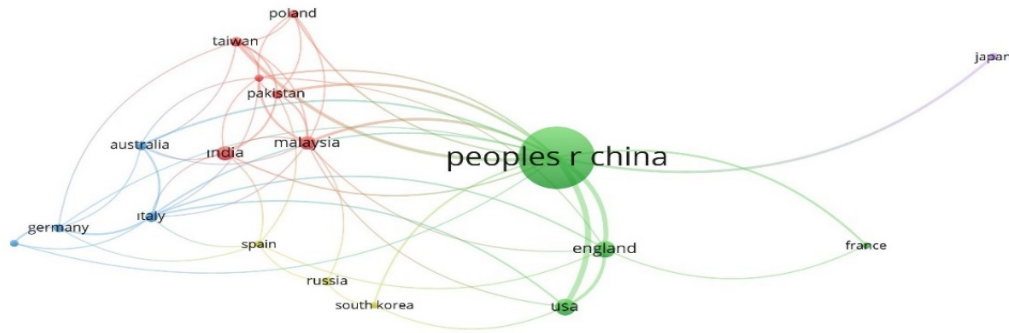 poland
taiwan
japan
pakistan
australia
india
malaysia
peoples r china
italy
germany
spain
england
france
russia
south korea
usa